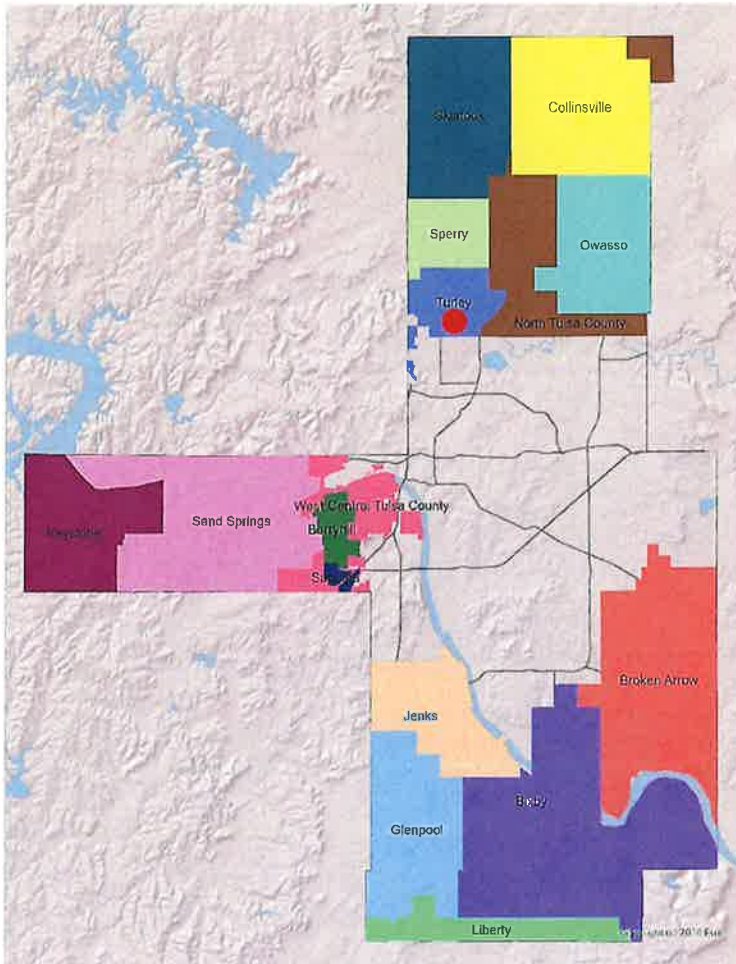 Collinsville
Sperry
Owasso
Turley
North Tulsa County
West Central Tulsa County
Berryhill
Sand Springs
Keystone
Broken Arrow
Jenks
Bixby
Glenpool
Liberty